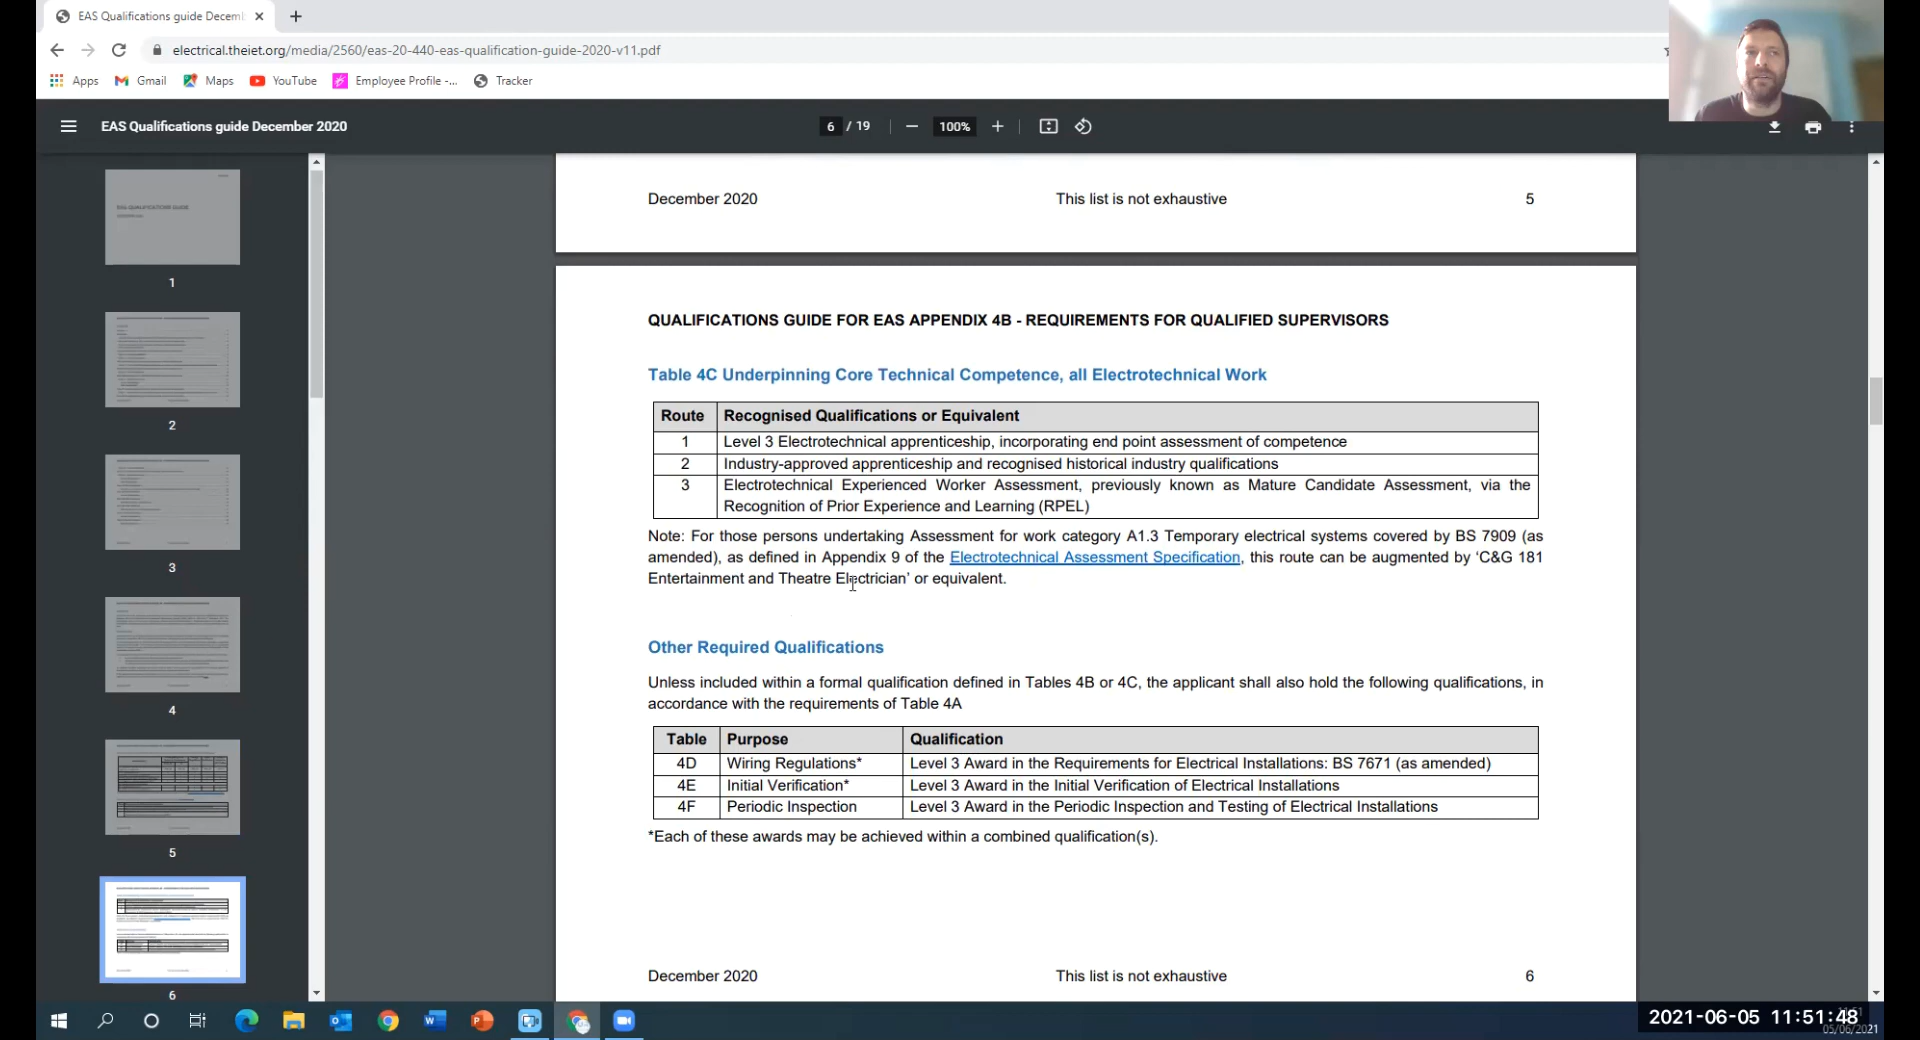 EAS Qualifications guide Decem
electrical.theiet.org/media/2560/eas-20-440-eas-qualification-guide-2020-v11.pdf
Apps Gmail Maps YouTube Employee Profile -... Tracker
EAS Qualifications guide December 2020
6 / 19
100%
1
2
3
4
5
6
December 2020 This list is not exhaustive 5
QUALIFICATIONS GUIDE FOR EAS APPENDIX 4B - REQUIREMENTS FOR QUALIFIED SUPERVISORS
Table 4C Underpinning Core Technical Competence, all Electrotechnical Work
Route Recognised Qualifications or Equivalent
1 Level 3 Electrotechnical apprenticeship, incorporating end point assessment of competence
2 Industry-approved apprenticeship and recognised historical industry qualifications
3 Electrotechnical Experienced Worker Assessment, previously known as Mature Candidate Assessment, via the
Recognition of Prior Experience and Learning (RPEL)
Note: For those persons undertaking Assessment for work category A1.3 Temporary electrical systems covered by BS 7909 (as
amended), as defined in Appendix 9 of the Electrotechnical Assessment Specification, this route can be augmented by ‘C&G 181
Entertainment and Theatre Electrician’ or equivalent.
Other Required Qualifications
Unless included within a formal qualification defined in Tables 4B or 4C, the applicant shall also hold the following qualifications, in
accordance with the requirements of Table 4A
Table Purpose Qualification
4D Wiring Regulations* Level 3 Award in the Requirements for Electrical Installations: BS 7671 (as amended)
4E Initial Verification* Level 3 Award in the Initial Verification of Electrical Installations
4F Periodic Inspection Level 3 Award in the Periodic Inspection and Testing of Electrical Installations
*Each of these awards may be achieved within a combined qualification(s).
December 2020 This list is not exhaustive 6
2021-06-05 11:51:48
05/06/2021